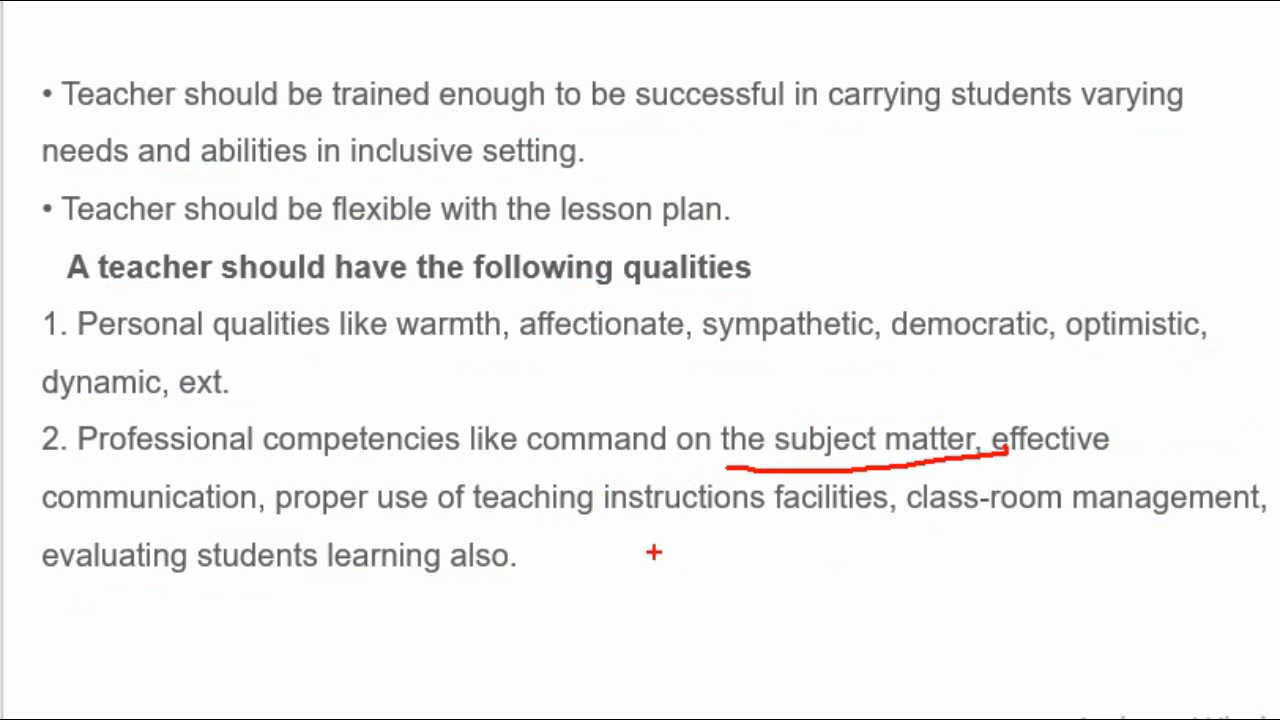 • Teacher should be trained enough to be successful in carrying students varying
needs and abilities in inclusive setting.
• Teacher should be flexible with the lesson plan.
A teacher should have the following qualities
1. Personal qualities like warmth, affectionate, sympathetic, democratic, optimistic,
dynamic, ext.
2. Professional competencies like command on the subject matter, effective
communication, proper use of teaching instructions facilities, class-room management,
evaluating students learning also.